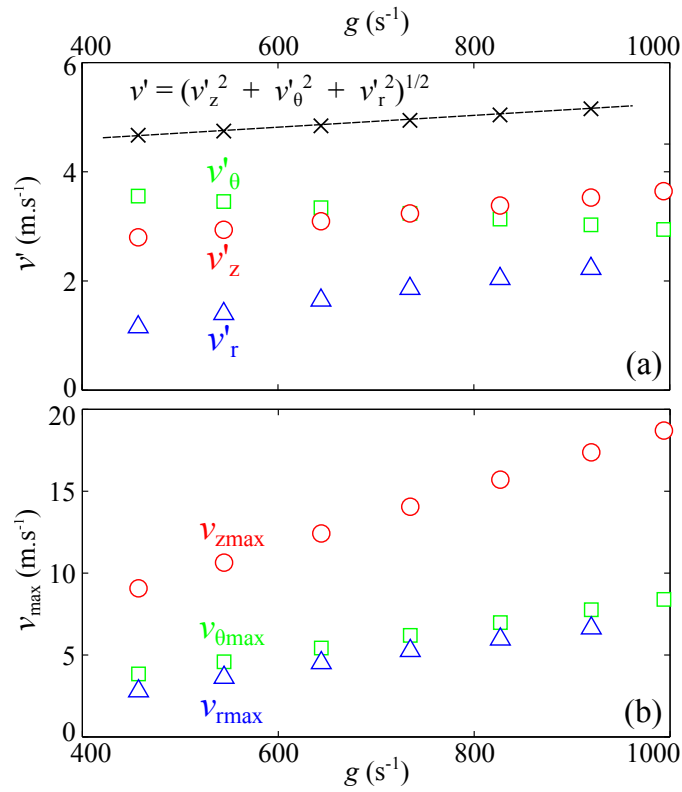 g (s⁻¹)
400 600 800 1000
6
v' = (v'z² + v'θ² + v'r²)¹/²
v'θ
4
v' (m.s⁻¹)
v'z
2
v'r
0
(a)
20
15
vzmax
10
vmax (m.s⁻¹)
vθmax
5
vrmax
0
(b)
400 600 800 1000
g (s⁻¹)